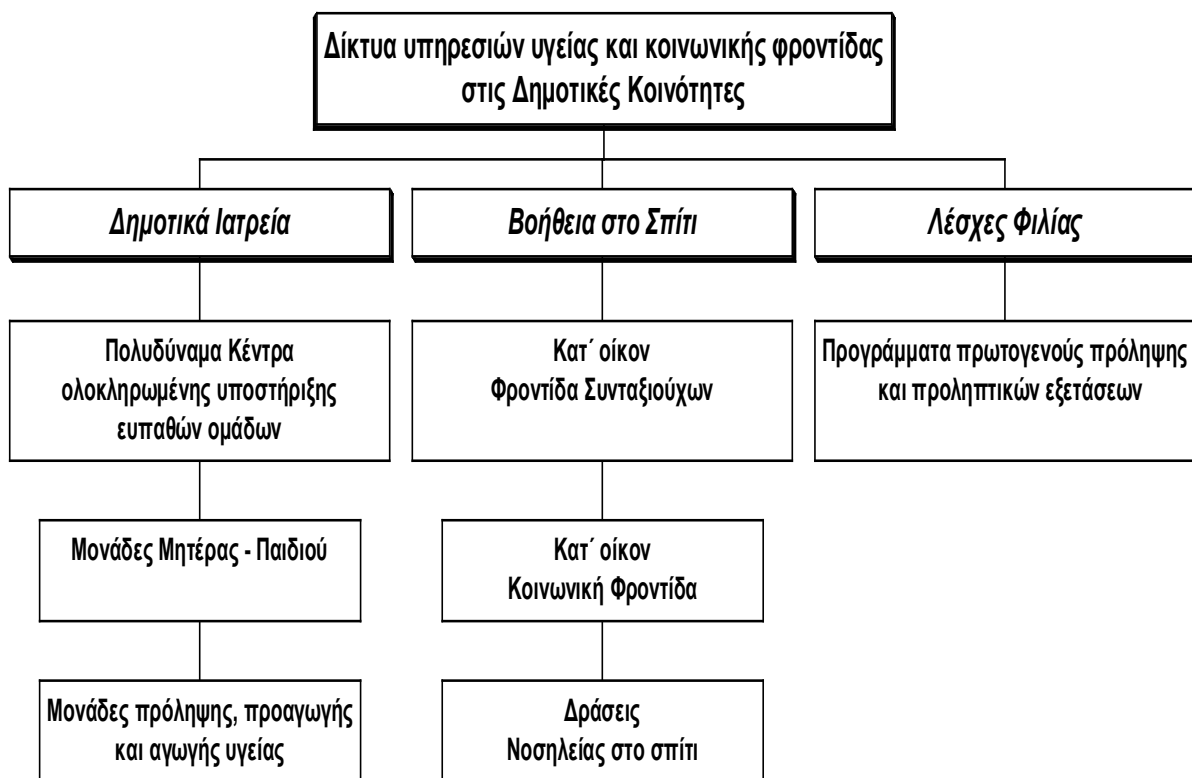 Δίκτυα υπηρεσιών υγείας και κοινωνικής φροντίδας
στις Δημοτικές Κοινότητες
Δημοτικά Ιατρεία
Βοήθεια στο Σπίτι
Λέσχες Φιλίας
Πολυδύναμα Κέντρα
ολοκληρωμένης υποστήριξης
ευπαθών ομάδων
Κατ΄ οίκον
Φροντίδα Συνταξιούχων
Προγράμματα πρωτογενούς πρόληψης
και προληπτικών εξετάσεων
Μονάδες Μητέρας - Παιδιού
Κατ΄ οίκον
Κοινωνική Φροντίδα
Μονάδες πρόληψης, προαγωγής
και αγωγής υγείας
Δράσεις
Νοσηλείας στο σπίτι